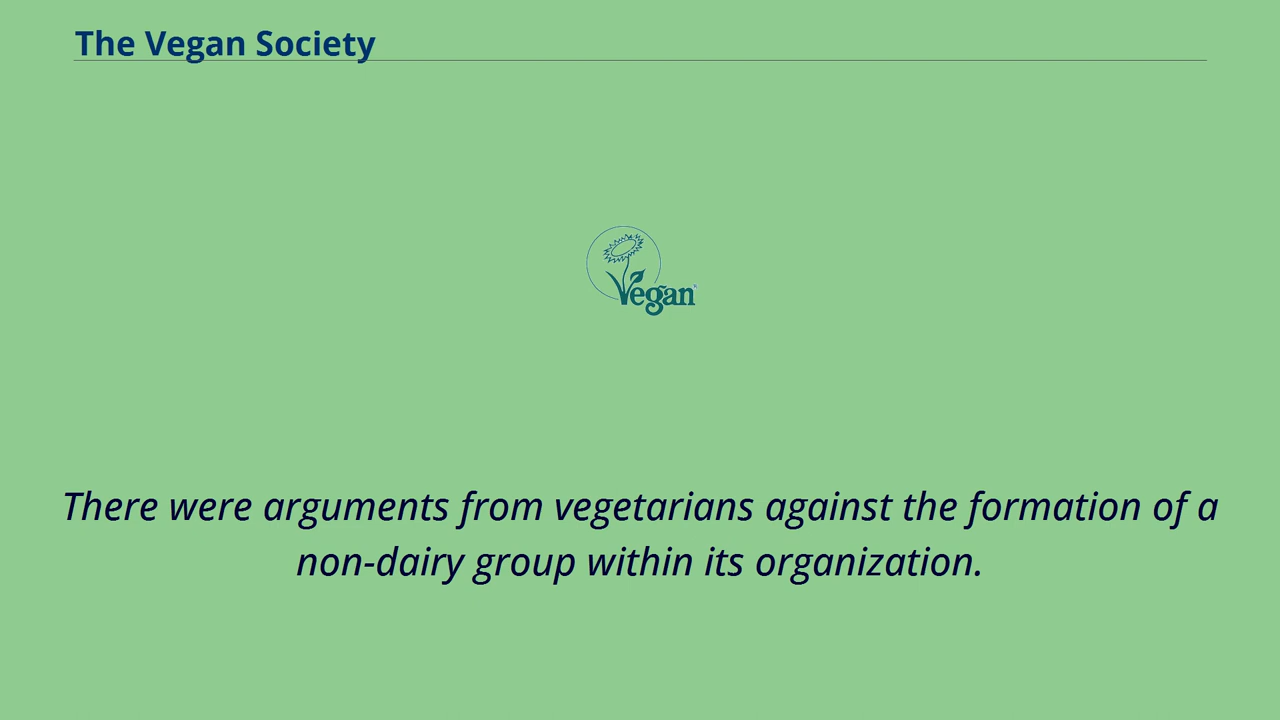 The Vegan Society
Vegan
There were arguments from vegetarians against the formation of a
non-dairy group within its organization.